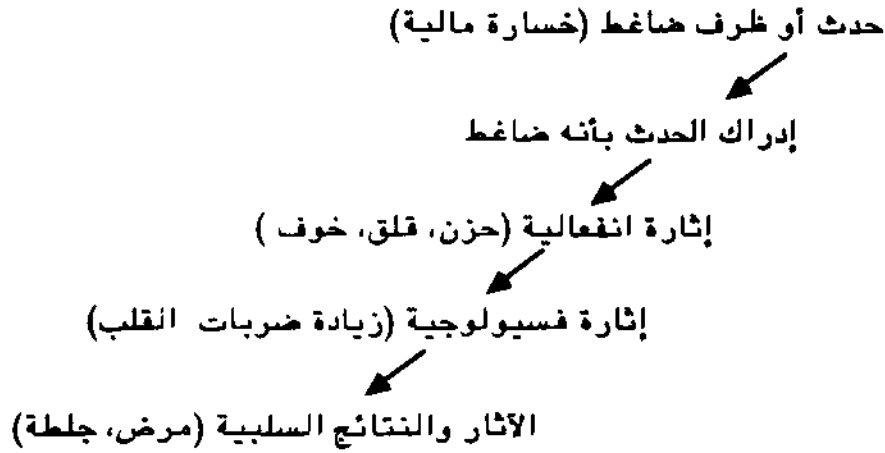 حدث أو ظرف ضاغط (خسارة مالية)
إدراك الحدث بأنه ضاغط
إثارة انفعالية (حزن، قلق، خوف )
إثارة فسيولوجية (زيادة ضربات القلب)
الآثار والنتائج السلبية (مرض، جلطة)